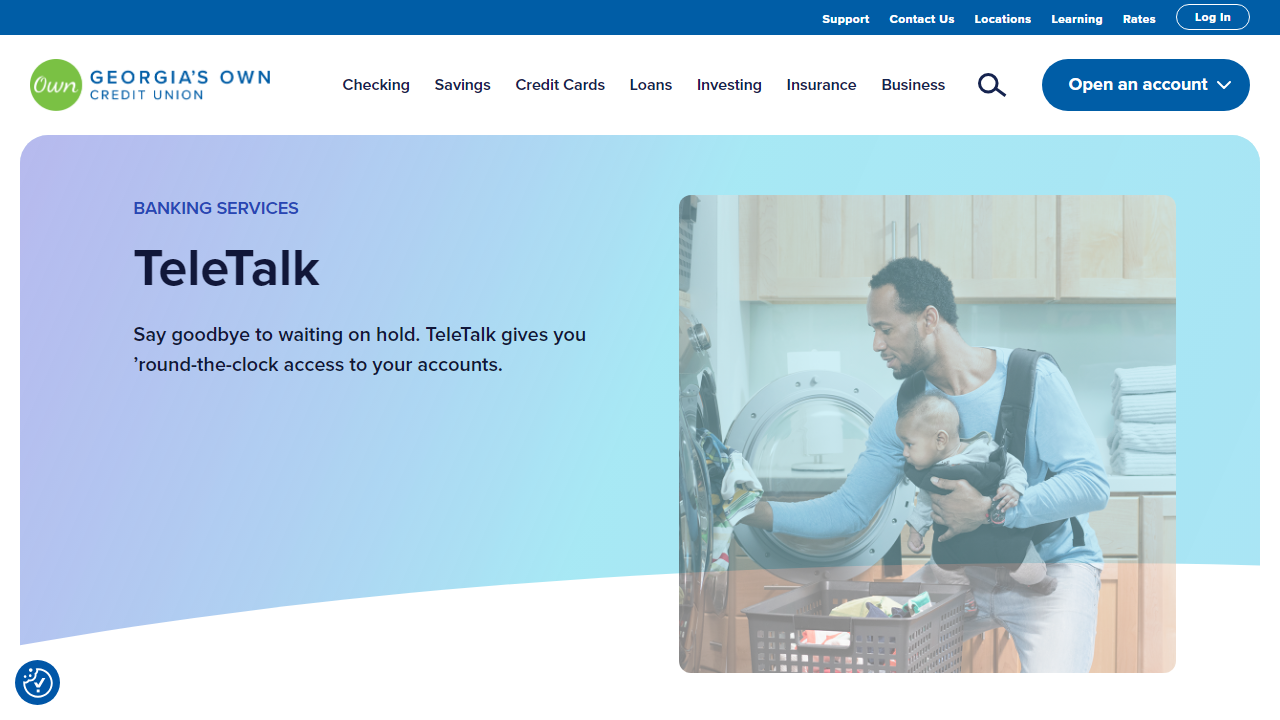 Support
Contact Us
Locations
Learning
Rates
Log In
Own
GEORGIA'S OWN
CREDIT UNION
Checking
Savings
Credit Cards
Loans
Investing
Insurance
Business
Open an account
BANKING SERVICES
TeleTalk
Say goodbye to waiting on hold. TeleTalk gives you
’round-the-clock access to your accounts.